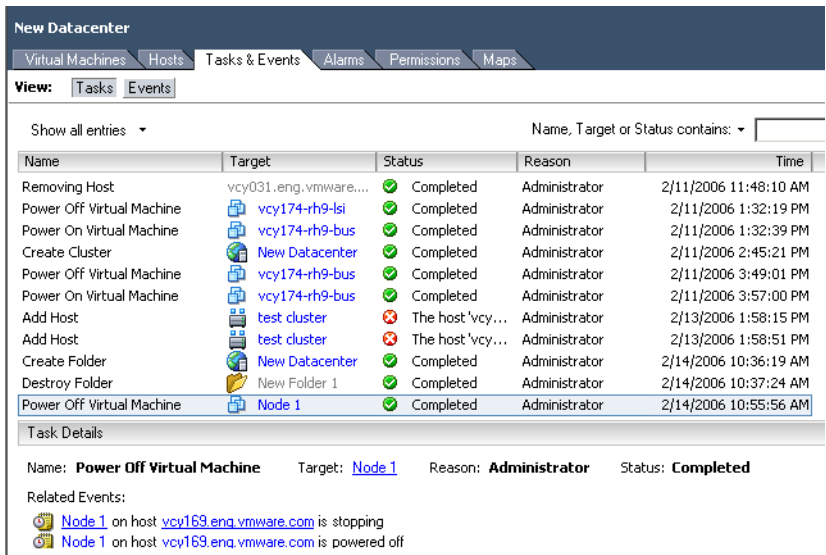 New Datacenter
Virtual Machines Hosts Tasks & Events Alarms Permissions Maps
View: Tasks Events
Show all entries Name, Target or Status contains:
Name Target Status Reason Time
Removing Host vcy031.eng.vmware.... Completed Administrator 2/11/2006 11:48:10 AM
Power Off Virtual Machine vcy174-rh9-lsi Completed Administrator 2/11/2006 1:32:19 PM
Power On Virtual Machine vcy174-rh9-bus Completed Administrator 2/11/2006 1:32:39 PM
Create Cluster New Datacenter Completed Administrator 2/11/2006 2:45:21 PM
Power Off Virtual Machine vcy174-rh9-bus Completed Administrator 2/11/2006 3:49:01 PM
Power On Virtual Machine vcy174-rh9-bus Completed Administrator 2/11/2006 3:57:00 PM
Add Host test cluster The host 'vcy... Administrator 2/13/2006 1:58:15 PM
Add Host test cluster The host 'vcy... Administrator 2/13/2006 1:58:51 PM
Create Folder New Datacenter Completed Administrator 2/14/2006 10:36:19 AM
Destroy Folder New Folder 1 Completed Administrator 2/14/2006 10:37:24 AM
Power Off Virtual Machine Node 1 Completed Administrator 2/14/2006 10:55:56 AM
Task Details
Name: Power Off Virtual Machine Target: Node 1 Reason: Administrator Status: Completed
Related Events:
Node 1 on host vcy169.eng.vmware.com is stopping
Node 1 on host vcy169.eng.vmware.com is powered off